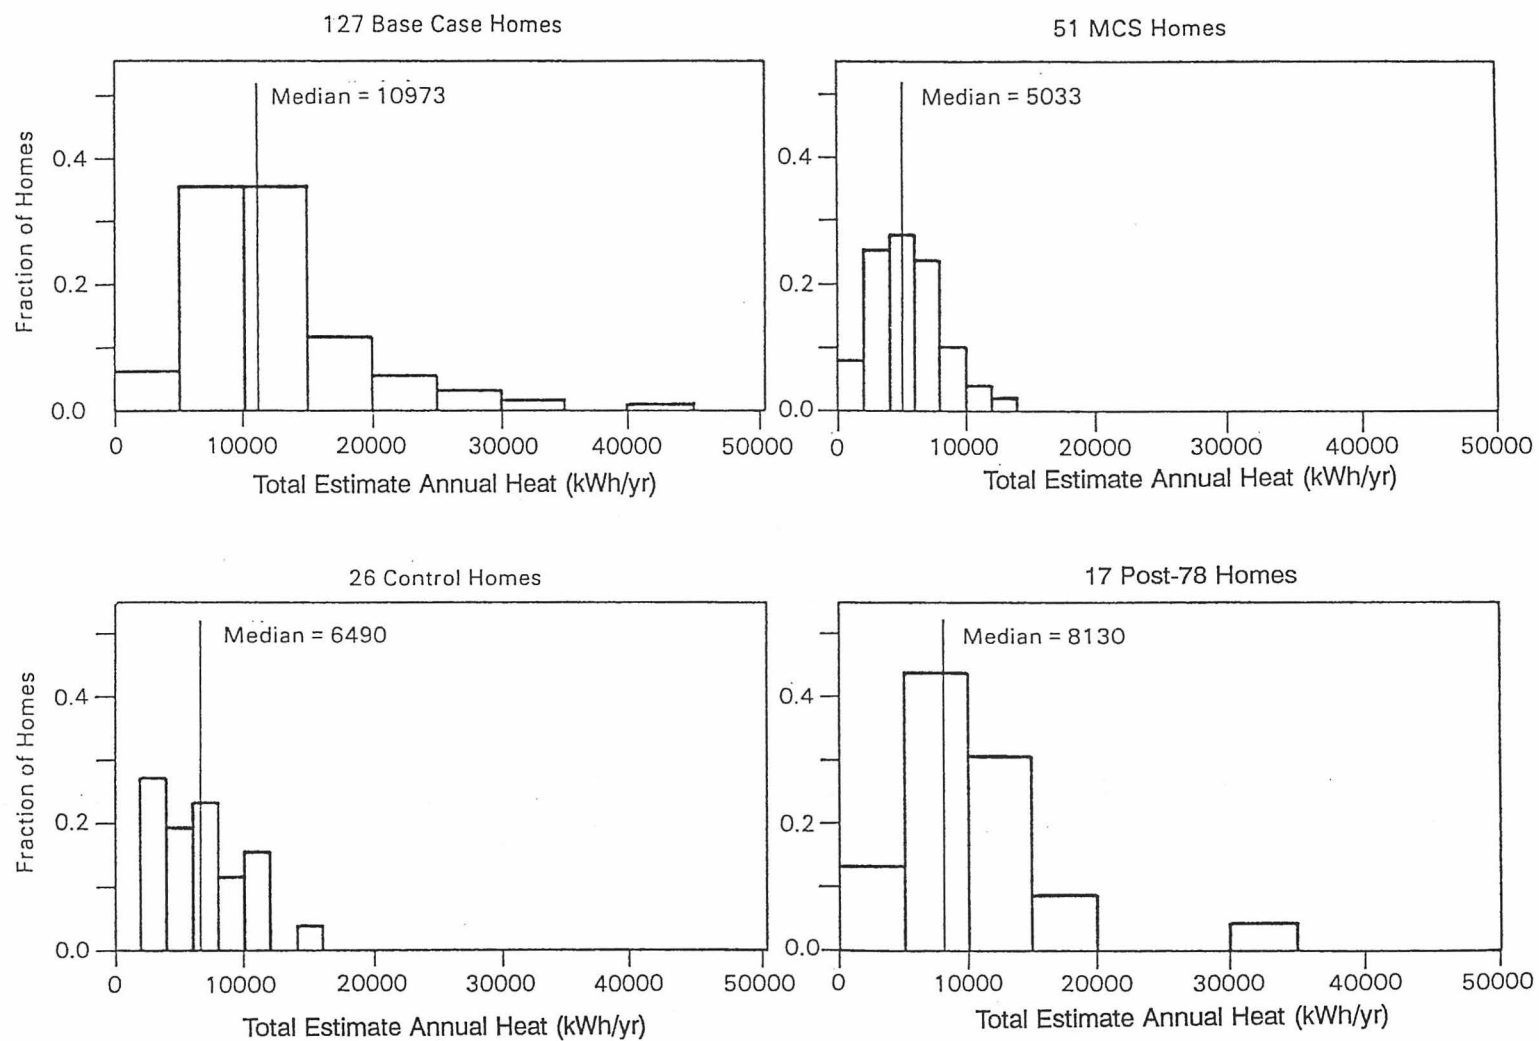 127 Base Case Homes
Median = 10973
Fraction of Homes
0.4
0.2
0.0
0 10000 20000 30000 40000 50000
Total Estimate Annual Heat (kWh/yr)
51 MCS Homes
Median = 5033
0.4
0.2
0.0
0 10000 20000 30000 40000 50000
Total Estimate Annual Heat (kWh/yr)
26 Control Homes
Median = 6490
Fraction of Homes
0.4
0.2
0.0
0 10000 20000 30000 40000 50000
Total Estimate Annual Heat (kWh/yr)
17 Post-78 Homes
Median = 8130
0.4
0.2
0.0
0 10000 20000 30000 40000 50000
Total Estimate Annual Heat (kWh/yr)